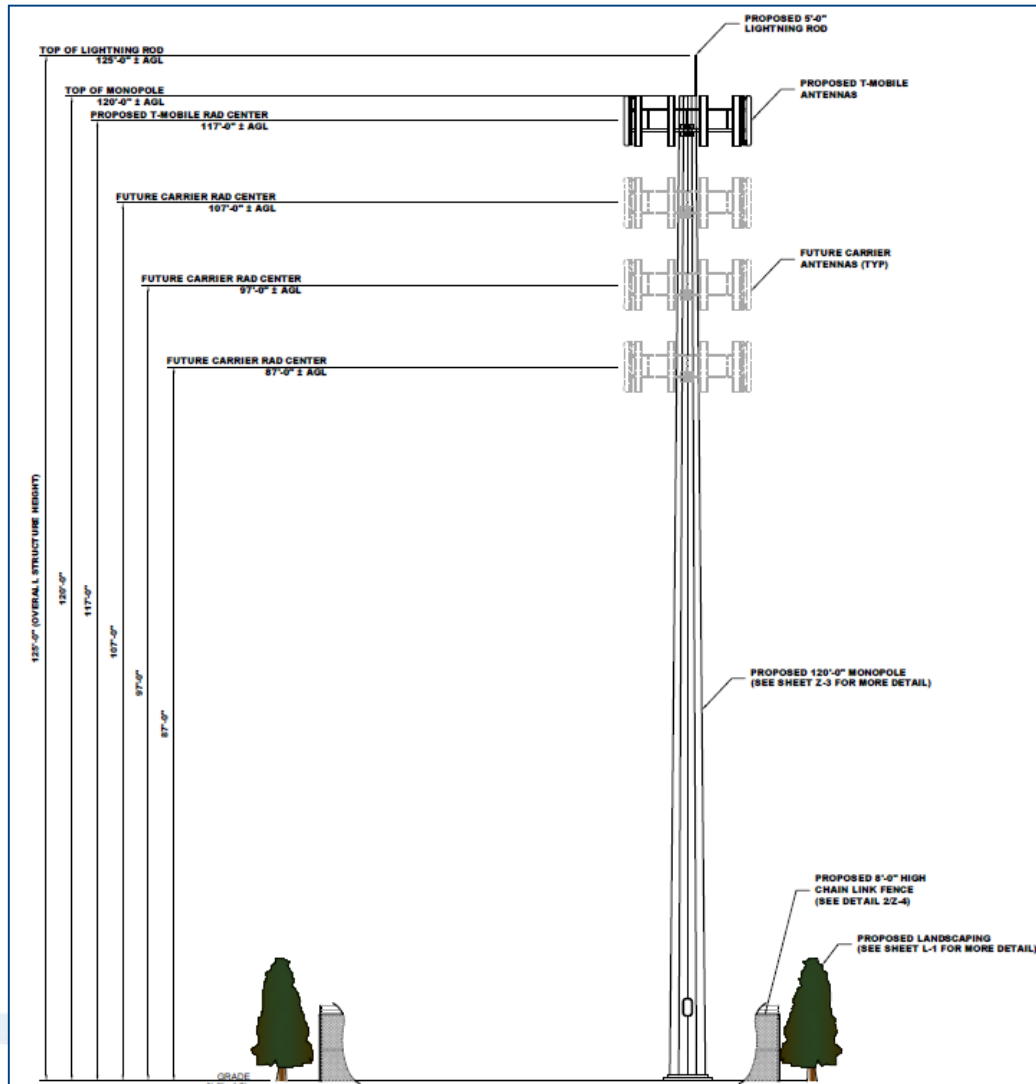 PROPOSED 5'-0"
LIGHTNING ROD
TOP OF LIGHTNING ROD
125'-0" ± AGL
TOP OF MONOPOLE
120'-0" ± AGL
PROPOSED T-MOBILE
ANTENNAS
PROPOSED T-MOBILE RAD CENTER
117'-0" ± AGL
FUTURE CARRIER RAD CENTER
107'-0" ± AGL
FUTURE CARRIER
ANTENNAS (TYP)
FUTURE CARRIER RAD CENTER
97'-0" ± AGL
FUTURE CARRIER RAD CENTER
87'-0" ± AGL
125'-0" (OVERALL STRUCTURE HEIGHT)
120'-0"
117'-0"
107'-0"
97'-0"
87'-0"
PROPOSED 120'-0" MONOPOLE
(SEE SHEET Z-3 FOR MORE DETAIL)
PROPOSED 8'-0" HIGH
CHAIN LINK FENCE
(SEE DETAIL 2/Z-4)
PROPOSED LANDSCAPING
(SEE SHEET L-1 FOR MORE DETAIL)
GRADE